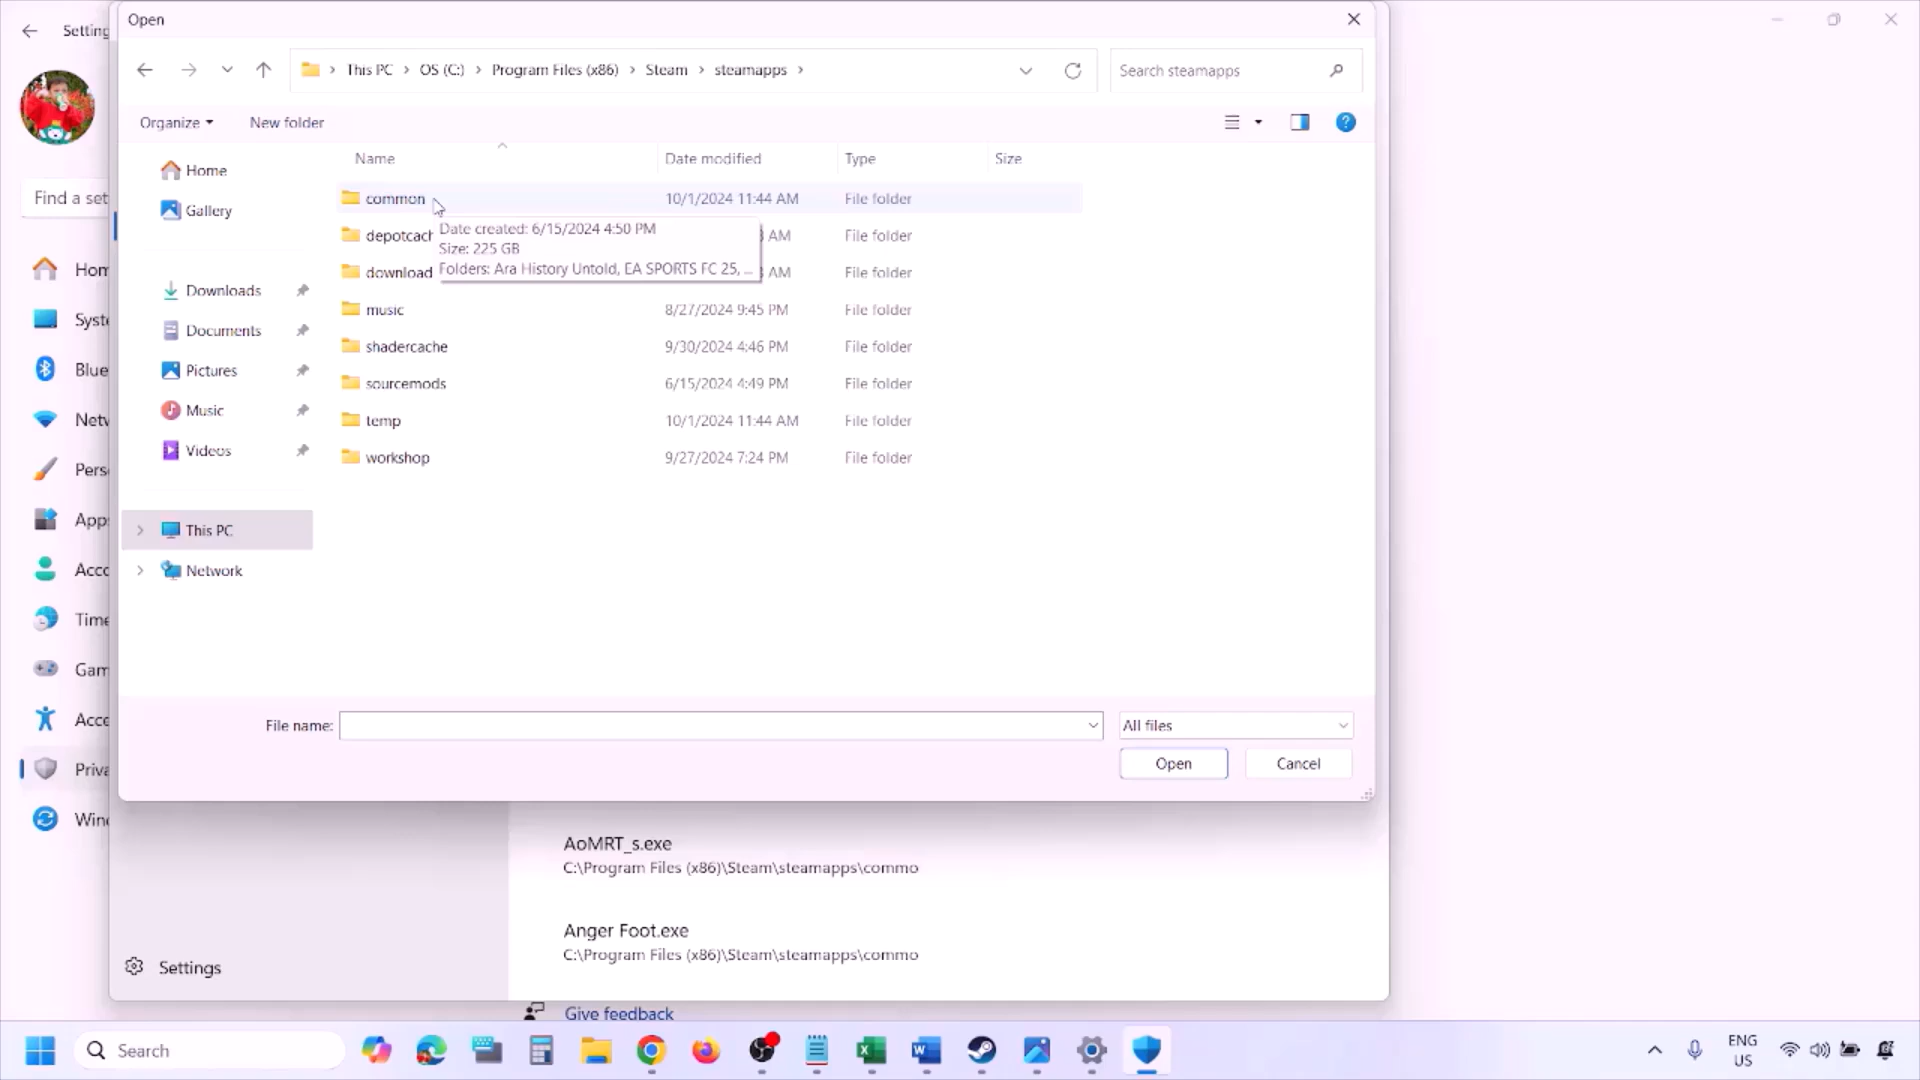 Open
Setting
This PC > OS (C:) > Program Files (x86) > Steam > steamapps >
Search steamapps
Organize
New folder
Name
Date modified
Type
Size
Home
Gallery
Downloads
Documents
Pictures
Music
Videos
This PC
Network
common 10/1/2024 11:44 AM File folder
depotcach AM File folder
download AM File folder
music 8/27/2024 9:45 PM File folder
shadercache 9/30/2024 4:46 PM File folder
sourcemods 6/15/2024 4:49 PM File folder
temp 10/1/2024 11:44 AM File folder
workshop 9/27/2024 7:24 PM File folder
Date created: 6/15/2024 4:50 PM
Size: 225 GB
Folders: Ara History Untold, EA SPORTS FC 25, ...
File name:
All files
Open
Cancel
Find a set
Hom
Syste
Blue
Netw
Perso
Apps
Acco
Time
Gam
Acce
Priva
Wind
AoMRT_s.exe
C:\Program Files (x86)\Steam\steamapps\commo
Anger Foot.exe
C:\Program Files (x86)\Steam\steamapps\commo
Settings
Give feedback
Search
ENG
US